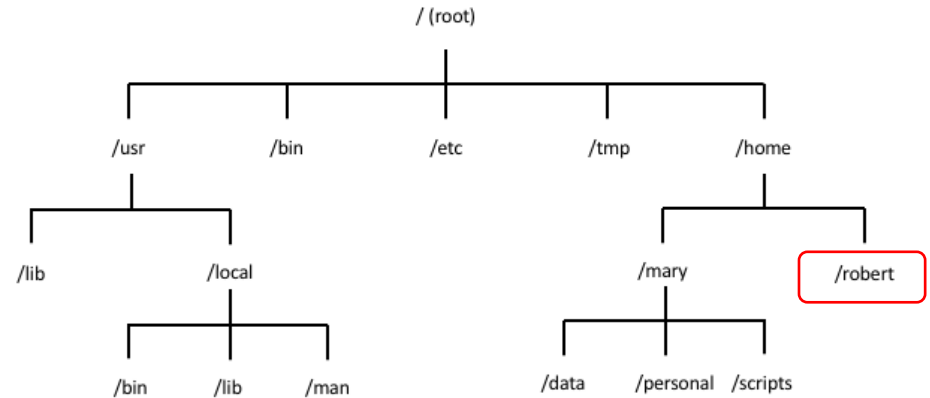 / (root)
/usr /bin /etc /tmp /home
/lib /local /mary /robert
/bin /lib /man /data /personal /scripts